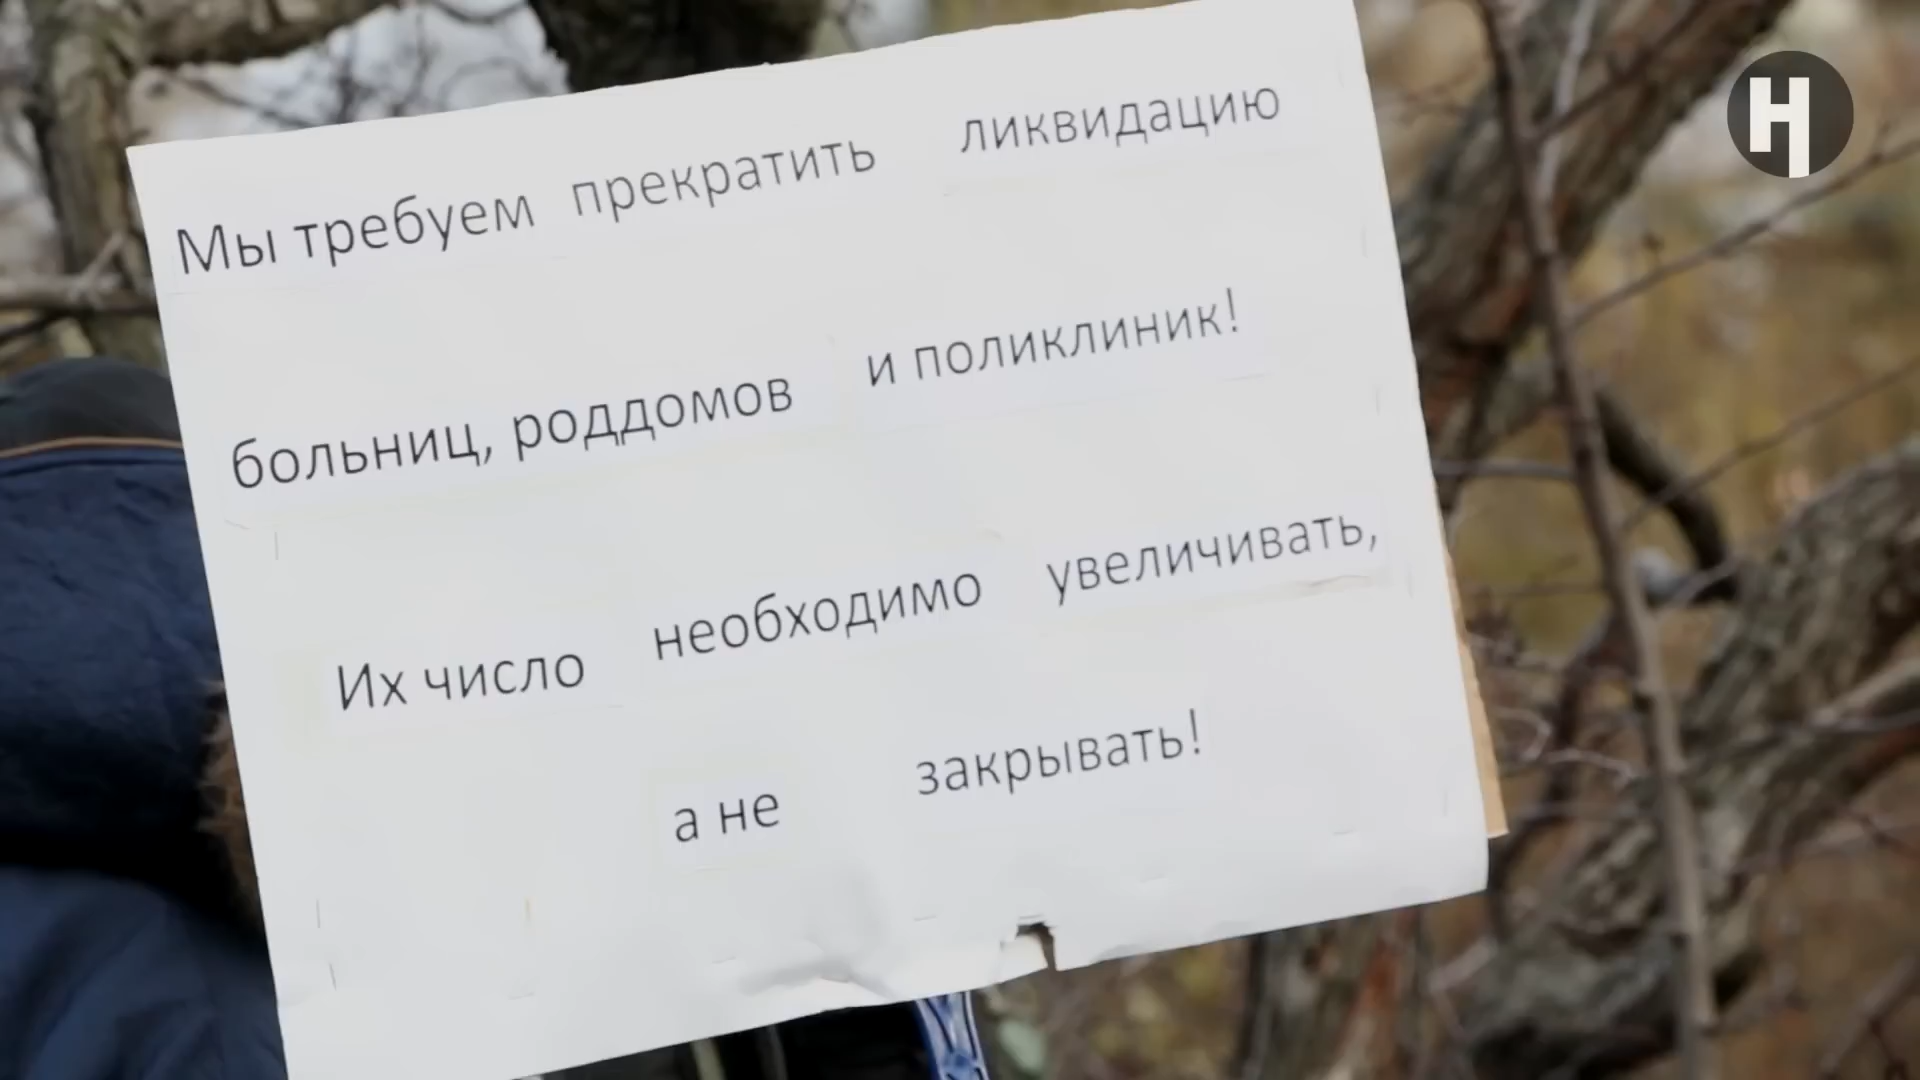 Мы требуем прекратить ликвидацию
больниц, роддомов и поликлиник!
Их число необходимо увеличивать,
а не закрывать!